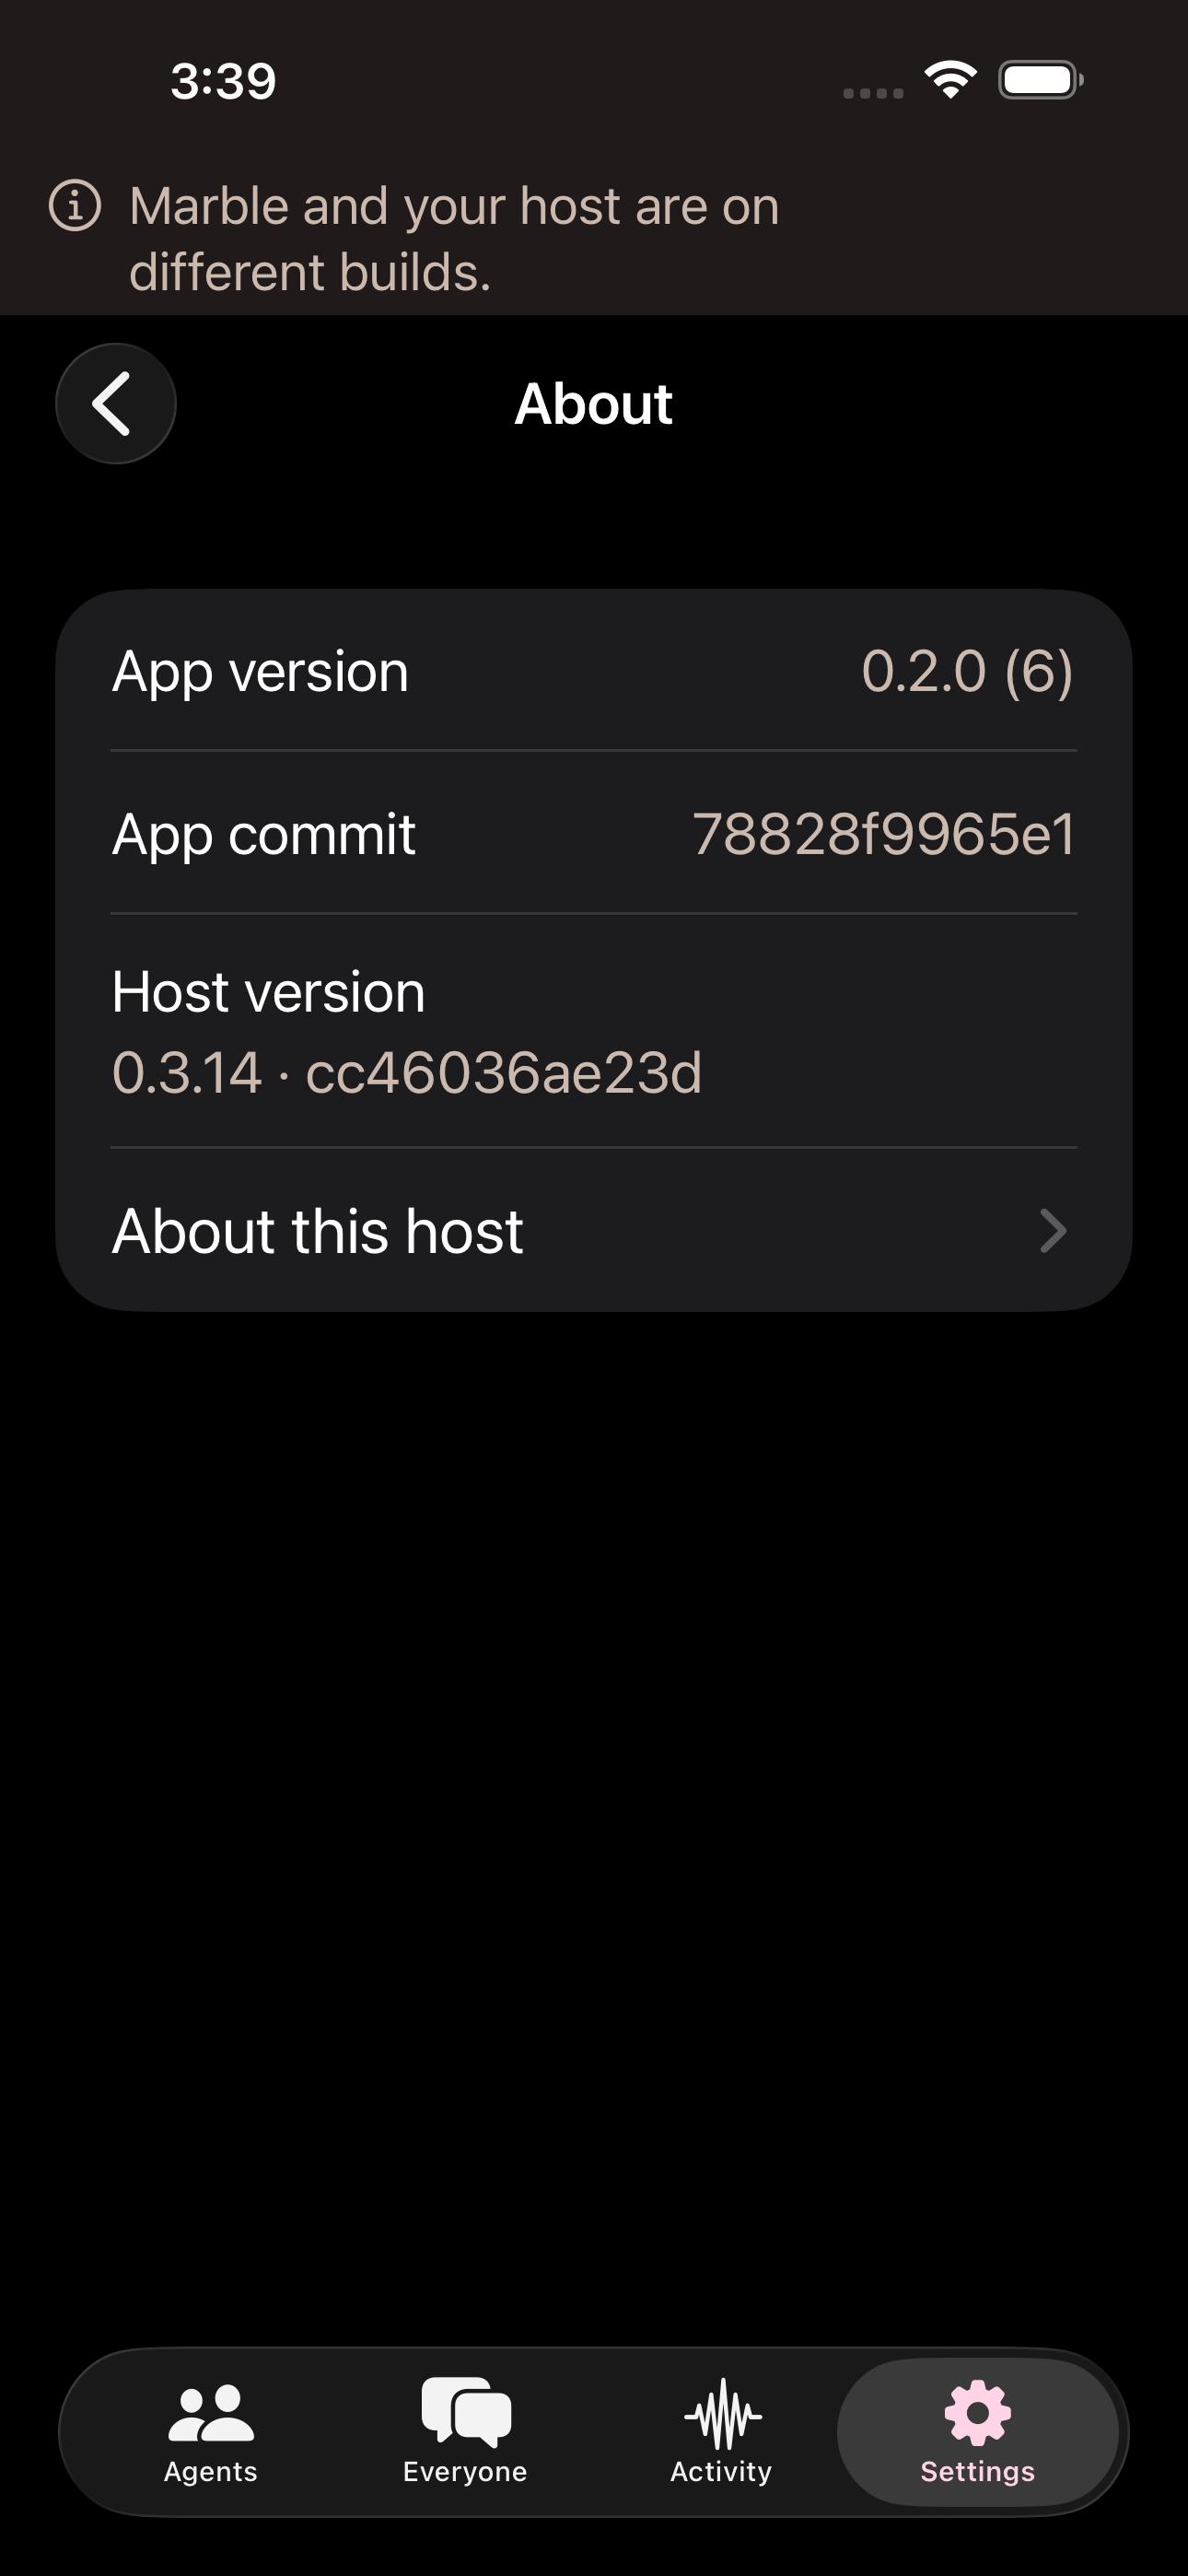 3:39
Marble and your host are on
different builds.
About
App version 0.2.0 (6)
App commit 78828f9965e1
Host version
0.3.14 · cc46036ae23d
About this host
Agents Everyone Activity Settings